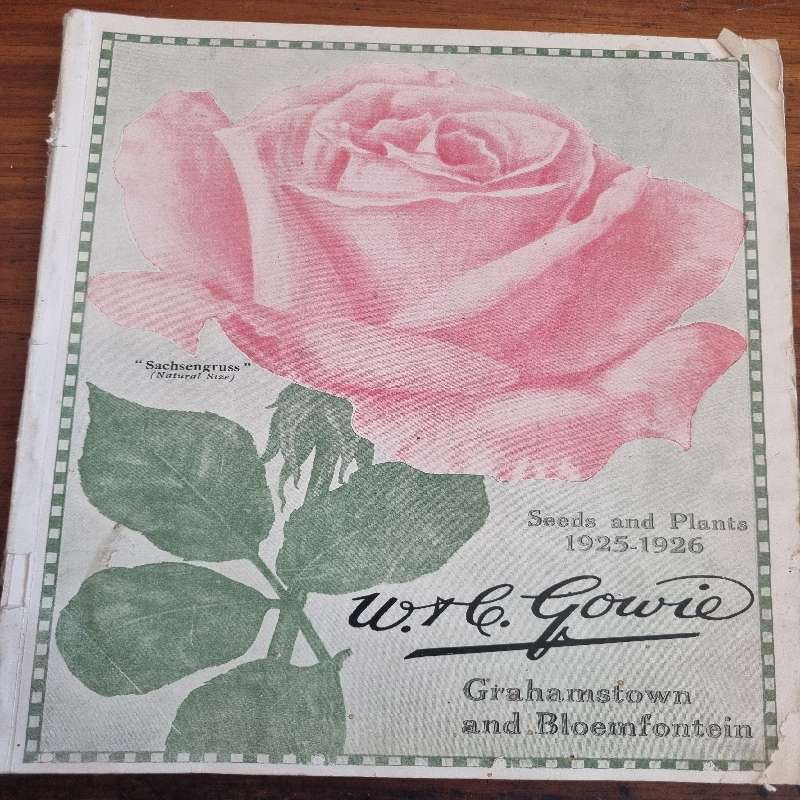 "Sachsengruss"
(Natural Size)
Seeds and Plants
1925-1926
W. & C. Gowie
Grahamstown
and Bloemfontein